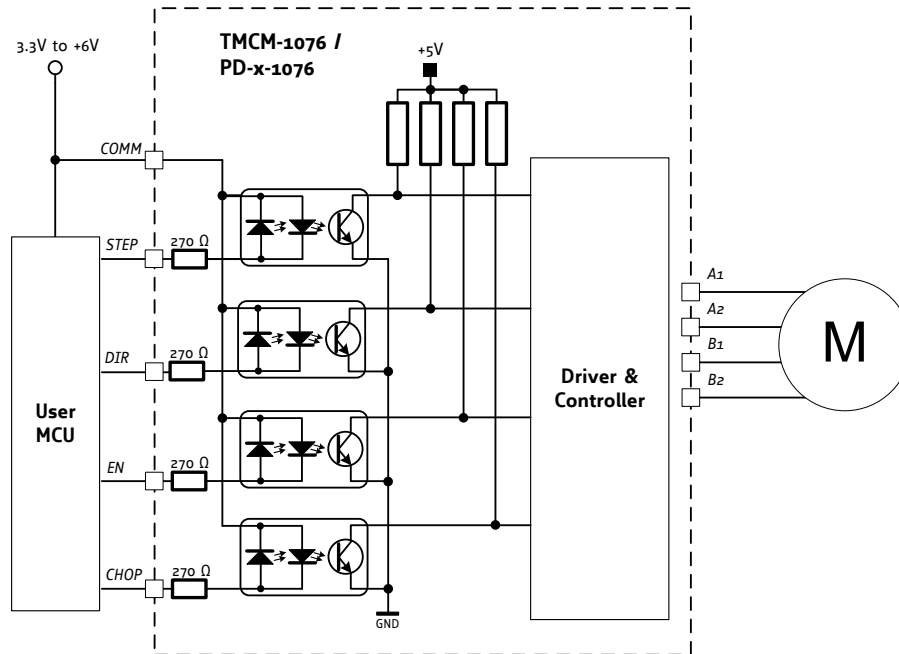 3.3V to +6V
TMCM-1076 /
PD-x-1076
+5V
COMM
STEP
270 Ω
DIR
270 Ω
EN
270 Ω
CHOP
270 Ω
User
MCU
GND
Driver &
Controller
A1
A2
B1
B2
M